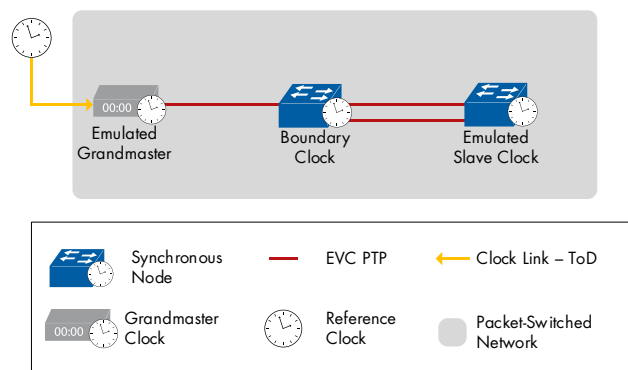 00:00
Emulated
Grandmaster
Boundary
Clock
Emulated
Slave Clock
Synchronous
Node
EVC PTP
Clock Link – ToD
00:00
Grandmaster
Clock
Reference
Clock
Packet-Switched
Network